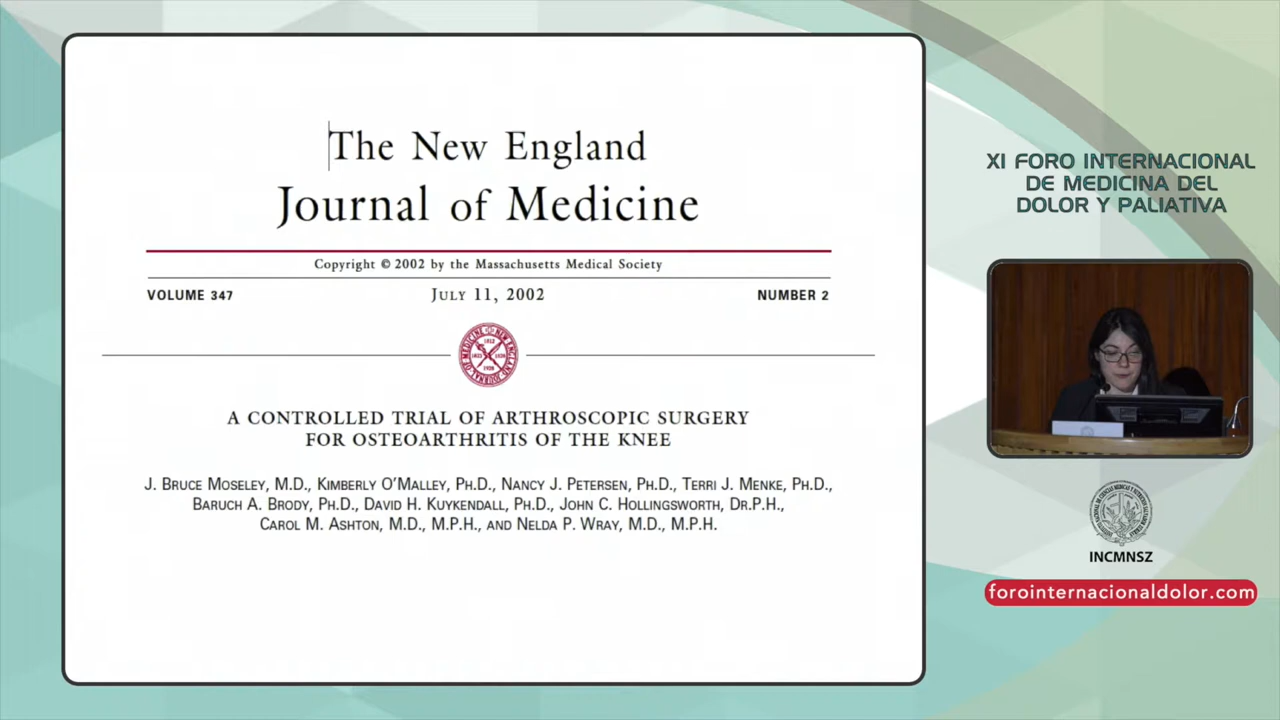 The New England
Journal of Medicine
Copyright © 2002 by the Massachusetts Medical Society
VOLUME 347
JULY 11, 2002
NUMBER 2
A CONTROLLED TRIAL OF ARTHROSCOPIC SURGERY
FOR OSTEOARTHRITIS OF THE KNEE
J. BRUCE MOSELEY, M.D., KIMBERLY O'MALLEY, PH.D., NANCY J. PETERSEN, PH.D., TERRI J. MENKE, PH.D.,
BARUCH A. BRODY, PH.D., DAVID H. KUYKENDALL, PH.D., JOHN C. HOLLINGSWORTH, DR.P.H.,
CAROL M. ASHTON, M.D., M.P.H., AND NELDA P. WRAY, M.D., M.P.H.
XI FORO INTERNACIONAL
DE MEDICINA DEL
DOLOR Y PALIATIVA
INCMNSZ
forointernacionaldolor.com